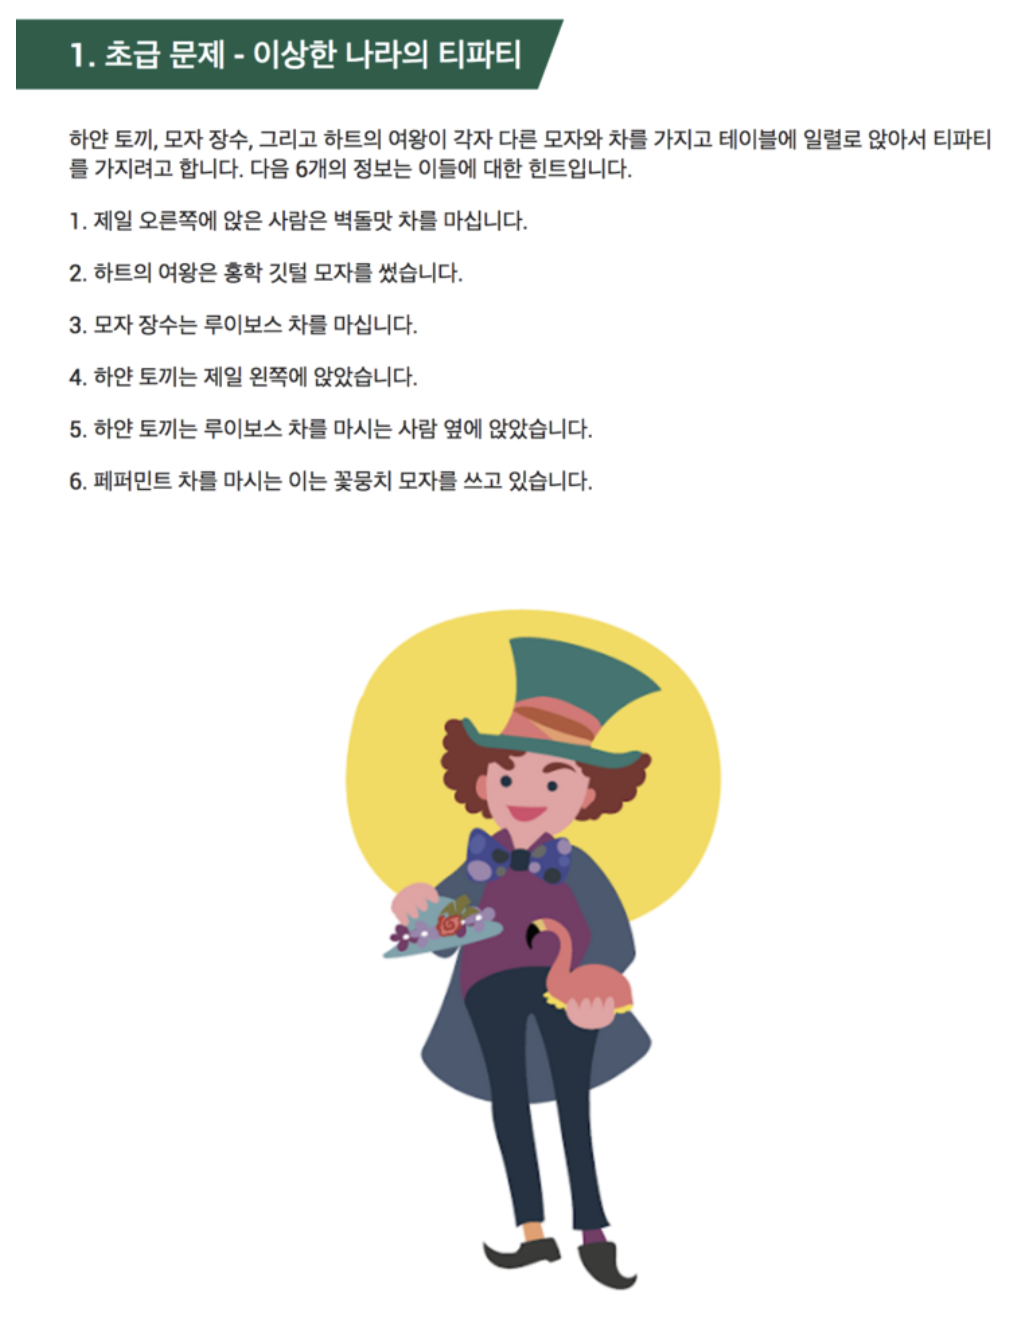 1. 초급 문제 - 이상한 나라의 티파티
하얀 토끼, 모자 장수, 그리고 하트의 여왕이 각자 다른 모자와 차를 가지고 테이블에 일렬로 앉아서 티파티
를 가지려고 합니다. 다음 6개의 정보는 이들에 대한 힌트입니다.
1. 제일 오른쪽에 앉은 사람은 벽돌맛 차를 마십니다.
2. 하트의 여왕은 홍학 깃털 모자를 썼습니다.
3. 모자 장수는 루이보스 차를 마십니다.
4. 하얀 토끼는 제일 왼쪽에 앉았습니다.
5. 하얀 토끼는 루이보스 차를 마시는 사람 옆에 앉았습니다.
6. 페퍼민트 차를 마시는 이는 꽃뭉치 모자를 쓰고 있습니다.